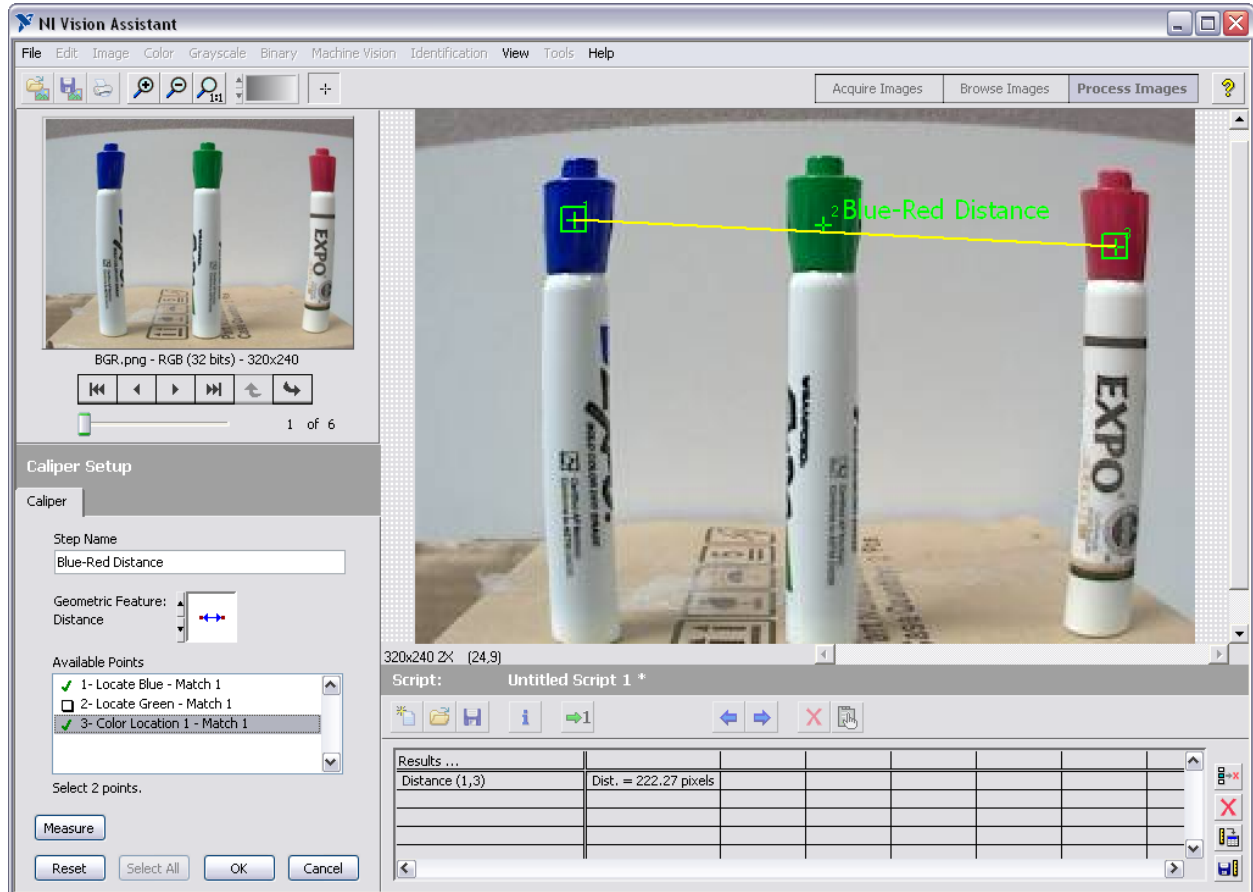 NI Vision Assistant
File Edit Image Color Grayscale Binary Machine Vision Identification View Tools Help
1:1
Acquire Images Browse Images Process Images ?
EXPO
BGR.png - RGB (32 bits) - 320x240
1 of 6
Caliper Setup
Caliper
Step Name
Blue-Red Distance
Geometric Feature:
Distance
Available Points
1- Locate Blue - Match 1
2- Locate Green - Match 1
3- Color Location 1 - Match 1
Select 2 points.
Measure
Reset Select All OK Cancel
1
2 Blue-Red Distance
3
EXPO
320x240 2X (24,9)
Script: Untitled Script 1 *
i
1
Results ...
Distance (1,3) Dist. = 222.27 pixels